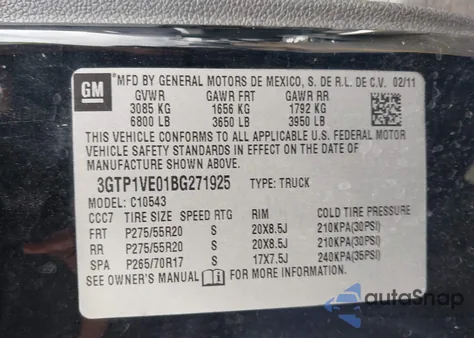 GM MFD BY GENERAL MOTORS DE MEXICO, S. DE R.L. DE C.V. 02/11
GVWR GAWR FRT GAWR RR
3085 KG 1656 KG 1792 KG
6800 LB 3650 LB 3950 LB
THIS VEHICLE CONFORMS TO ALL APPLICABLE U.S. FEDERAL MOTOR
VEHICLE SAFETY STANDARDS IN EFFECT ON THE DATE OF
MANUFACTURE SHOWN ABOVE.
3GTP1VE01BG271925 TYPE: TRUCK
MODEL: C10543
CCC7 TIRE SIZE SPEED RTG RIM COLD TIRE PRESSURE
FRT P275/55R20 S 20X8.5J 210KPA(30PSI)
RR P275/55R20 S 20X8.5J 210KPA(30PSI)
SPA P265/70R17 S 17X7.5J 240KPA(35PSI)
SEE OWNER'S MANUAL FOR MORE INFORMATION.
autoSnap